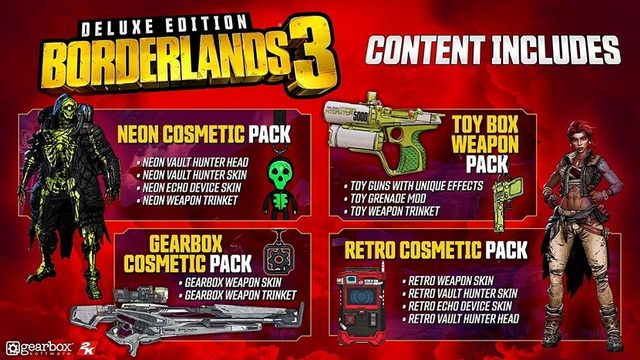 DELUXE EDITION
BORDERLANDS 3
CONTENT INCLUDES
NEON COSMETIC PACK
• NEON VAULT HUNTER HEAD
• NEON VAULT HUNTER SKIN
• NEON ECHO DEVICE SKIN
• NEON WEAPON TRINKET
TOY BOX
WEAPON
PACK
• TOY GUNS WITH UNIQUE EFFECTS
• TOY GRENADE MOD
• TOY WEAPON TRINKET
GEARBOX
COSMETIC PACK
• GEARBOX WEAPON SKIN
• GEARBOX WEAPON TRINKET
RETRO COSMETIC PACK
• RETRO WEAPON SKIN
• RETRO VAULT HUNTER SKIN
• RETRO ECHO DEVICE SKIN
• RETRO VAULT HUNTER HEAD
gearbox
software
2K